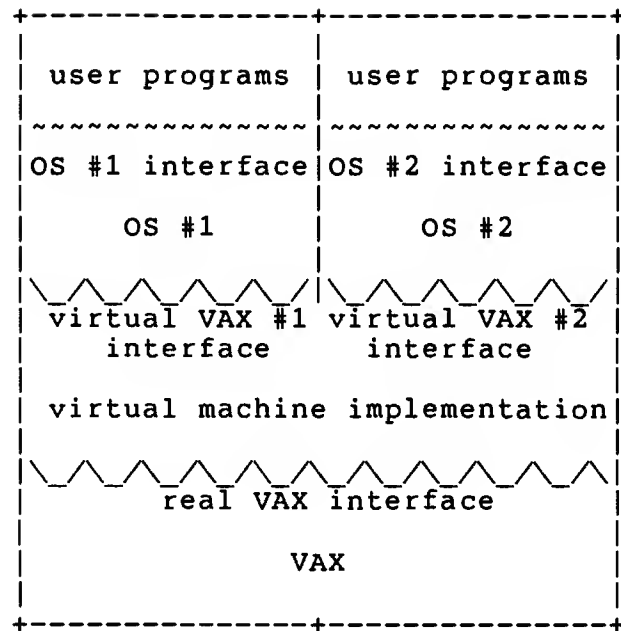 user programs | user programs
OS #1 interface | OS #2 interface
OS #1 | OS #2
virtual VAX #1 | virtual VAX #2
interface | interface
virtual machine implementation
real VAX interface
VAX